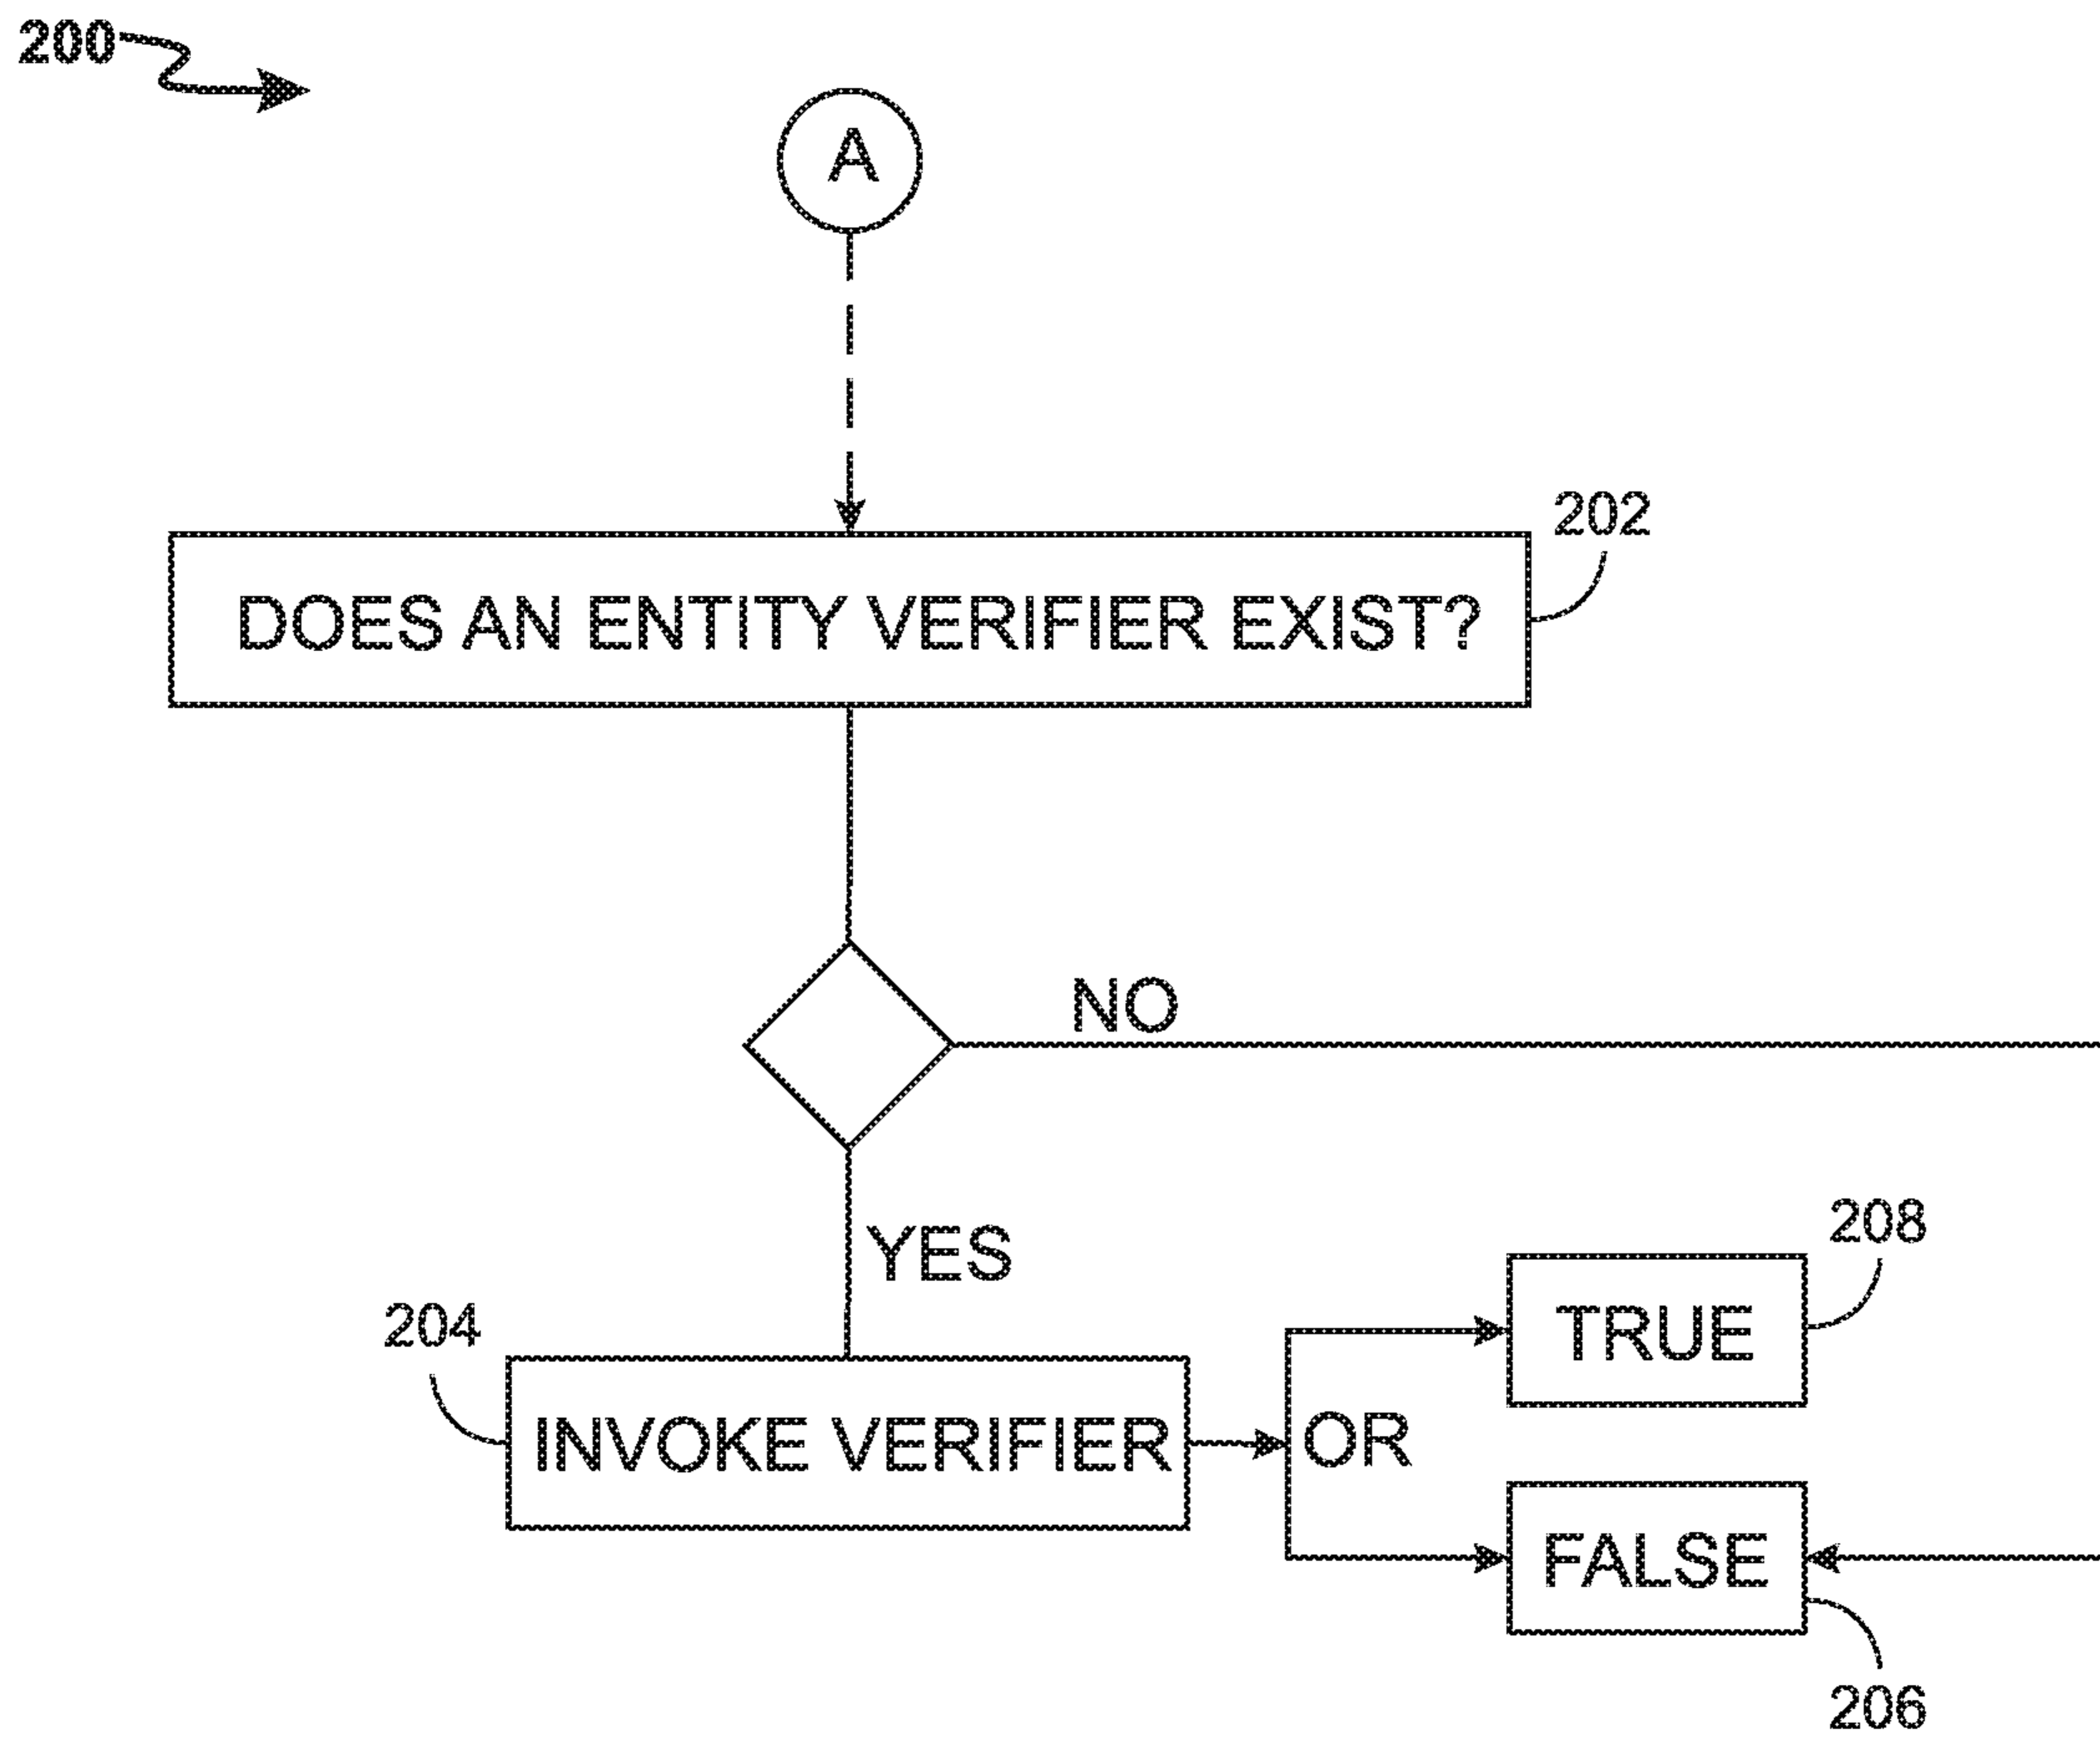 200
A
202
DOES AN ENTITY VERIFIER EXIST?
NO
YES
208
TRUE
204
INVOKE VERIFIER
OR
FALSE
206